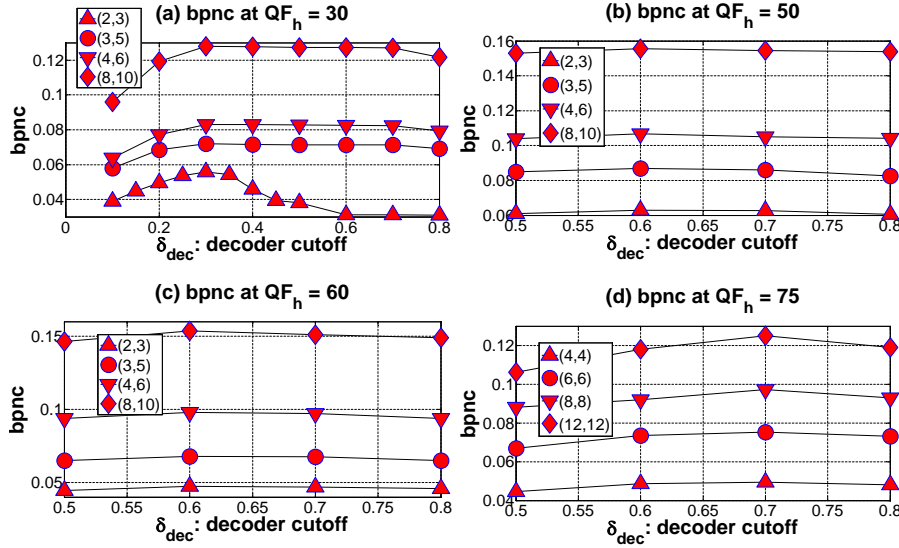 (a) bpnc at QF_h = 30
(2,3)
(3,5)
(4,6)
(8,10)
bpnc
0.12
0.1
0.08
0.06
0.04
0 0.2 0.4 0.6 0.8
δ_dec: decoder cutoff
(b) bpnc at QF_h = 50
(2,3)
(3,5)
(4,6)
(8,10)
bpnc
0.16
0.14
0.12
0.1
0.08
0.06
0.5 0.55 0.6 0.65 0.7 0.75 0.8
δ_dec: decoder cutoff
(c) bpnc at QF_h = 60
(2,3)
(3,5)
(4,6)
(8,10)
bpnc
0.15
0.1
0.05
0.5 0.55 0.6 0.65 0.7 0.75 0.8
δ_dec: decoder cutoff
(d) bpnc at QF_h = 75
(4,4)
(6,6)
(8,8)
(12,12)
bpnc
0.12
0.1
0.08
0.06
0.04
0.5 0.55 0.6 0.65 0.7 0.75 0.8
δ_dec: decoder cutoff